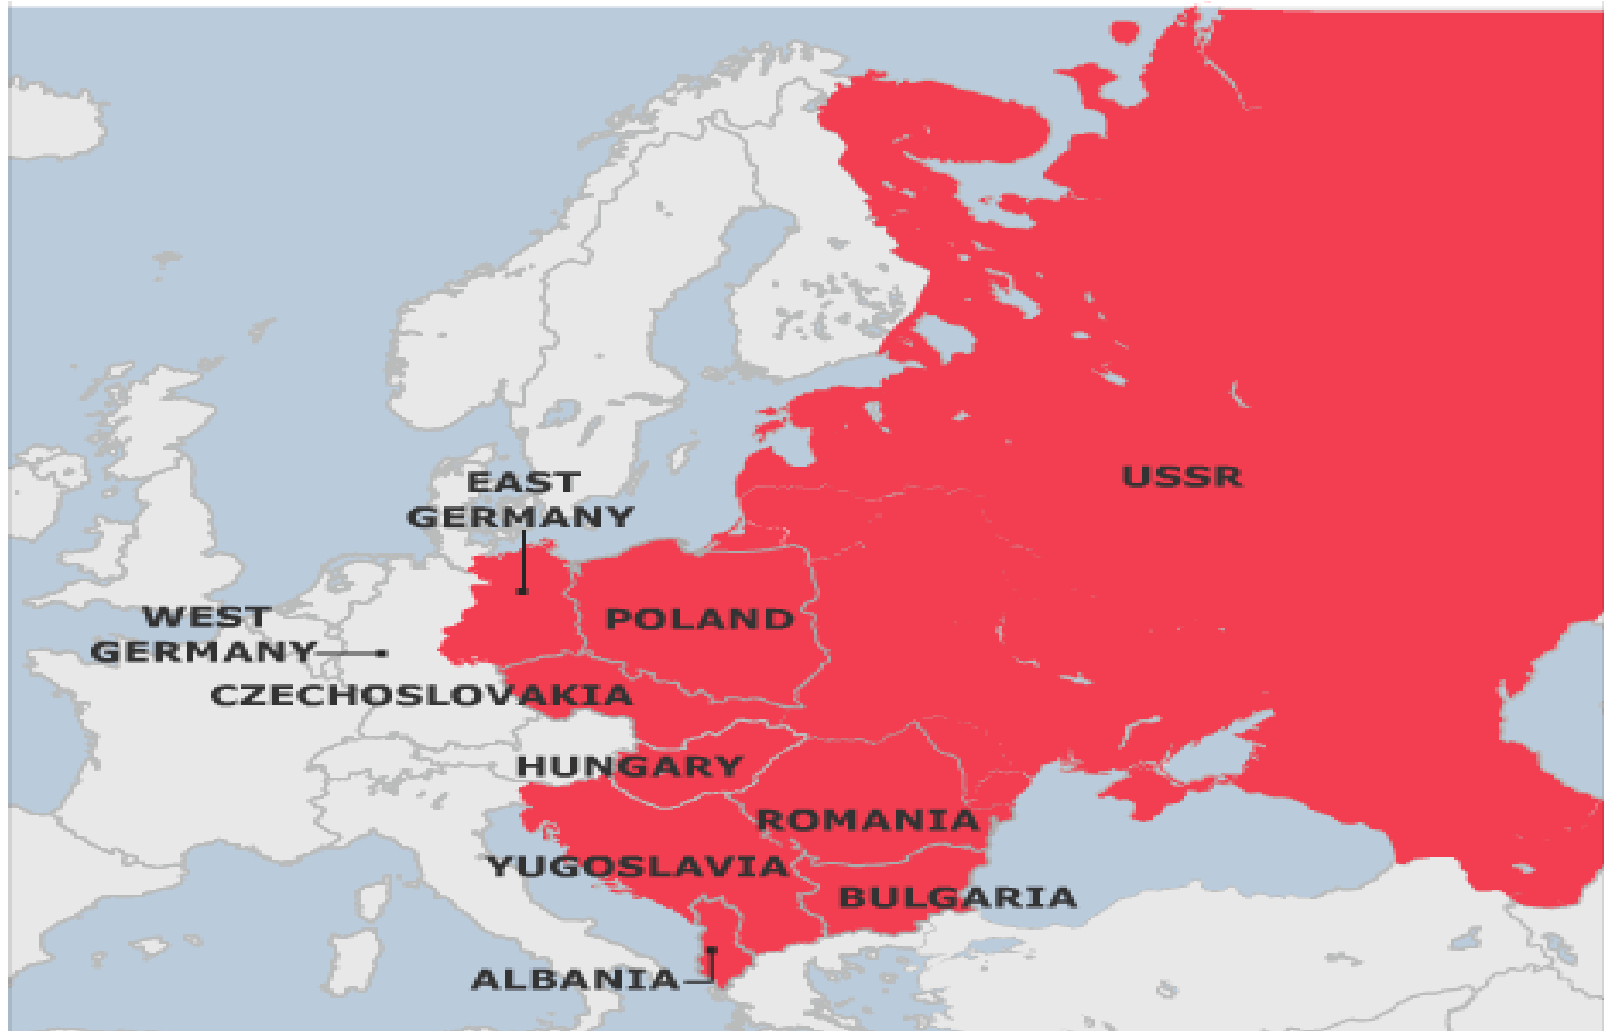 USSR
EAST
GERMANY
WEST
GERMANY
POLAND
CZECHOSLOVAKIA
HUNGARY
ROMANIA
YUGOSLAVIA
BULGARIA
ALBANIA